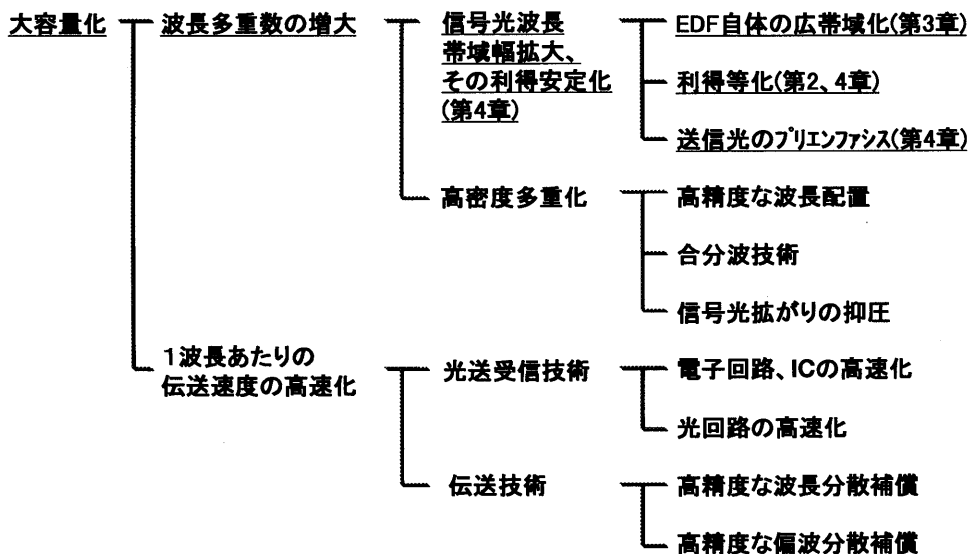 大容量化
波長多重数の増大
信号光波長
帯域幅拡大、
その利得安定化
(第4章)
EDF自体の広帯域化(第3章)
利得等化(第2、4章)
送信光のプリエンファシス(第4章)
高密度多重化
高精度な波長配置
合分波技術
信号光拡がりの抑圧
1波長あたりの
伝送速度の高速化
光送受信技術
電子回路、ICの高速化
光回路の高速化
伝送技術
高精度な波長分散補償
高精度な偏波分散補償